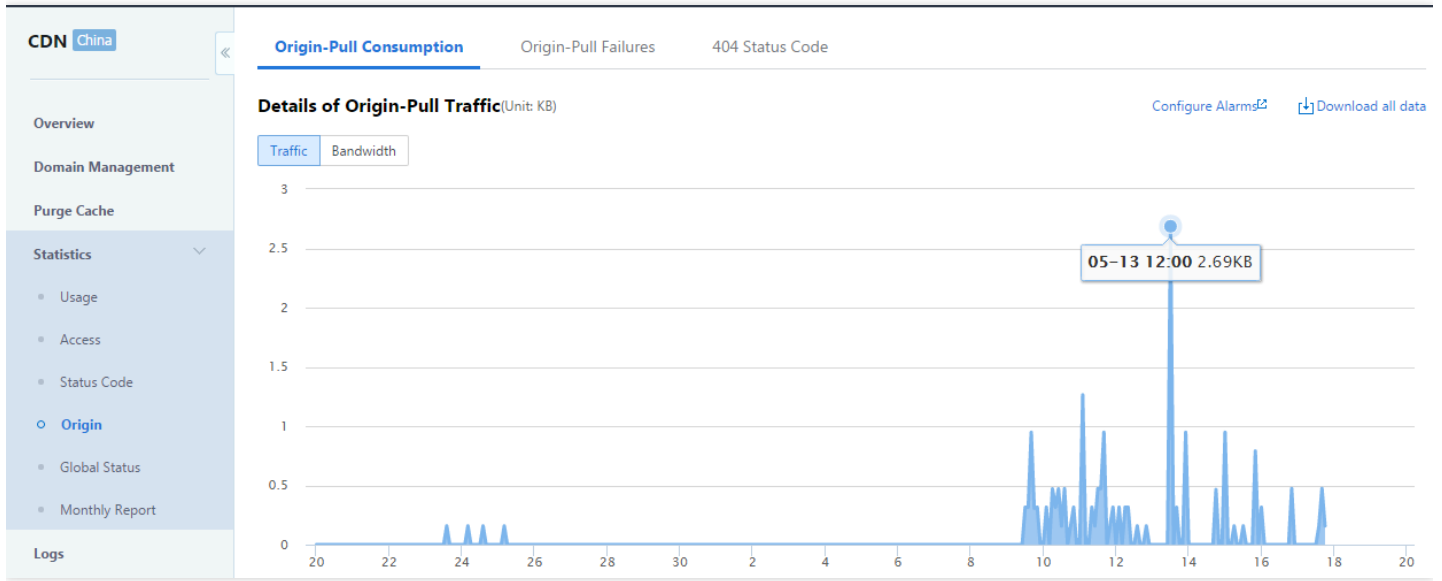 CDN China
Origin-Pull Consumption Origin-Pull Failures 404 Status Code
Details of Origin-Pull Traffic(Unit: KB)
Configure Alarms Download all data
Traffic Bandwidth
Overview
Domain Management
Purge Cache
Statistics
Usage
Access
Status Code
Origin
Global Status
Monthly Report
Logs
3
2.5
2
1.5
1
0.5
0
05-13 12:00 2.69KB
20 22 24 26 28 30 2 4 6 8 10 12 14 16 18 20